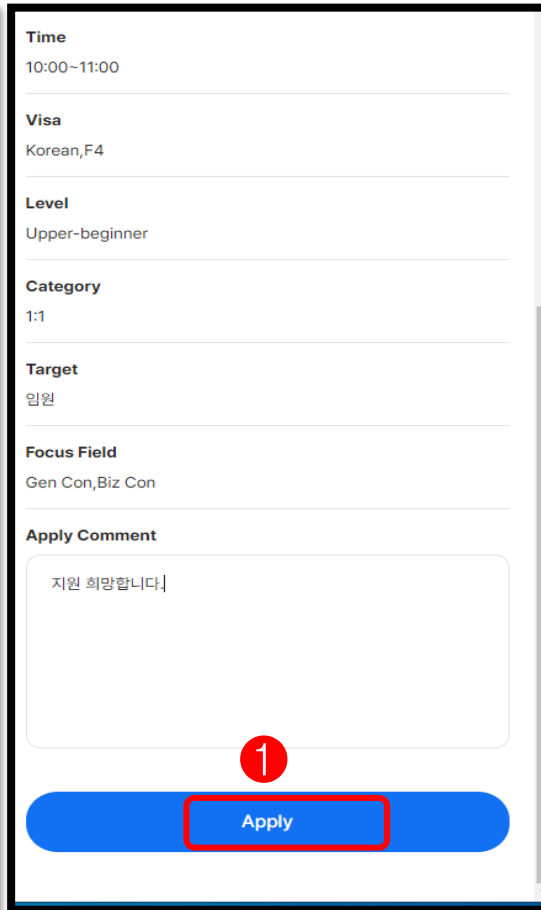 Time
10:00~11:00
Visa
Korean,F4
Level
Upper-beginner
Category
1:1
Target
임원
Focus Field
Gen Con,Biz Con
Apply Comment
지원 희망합니다.
1
Apply